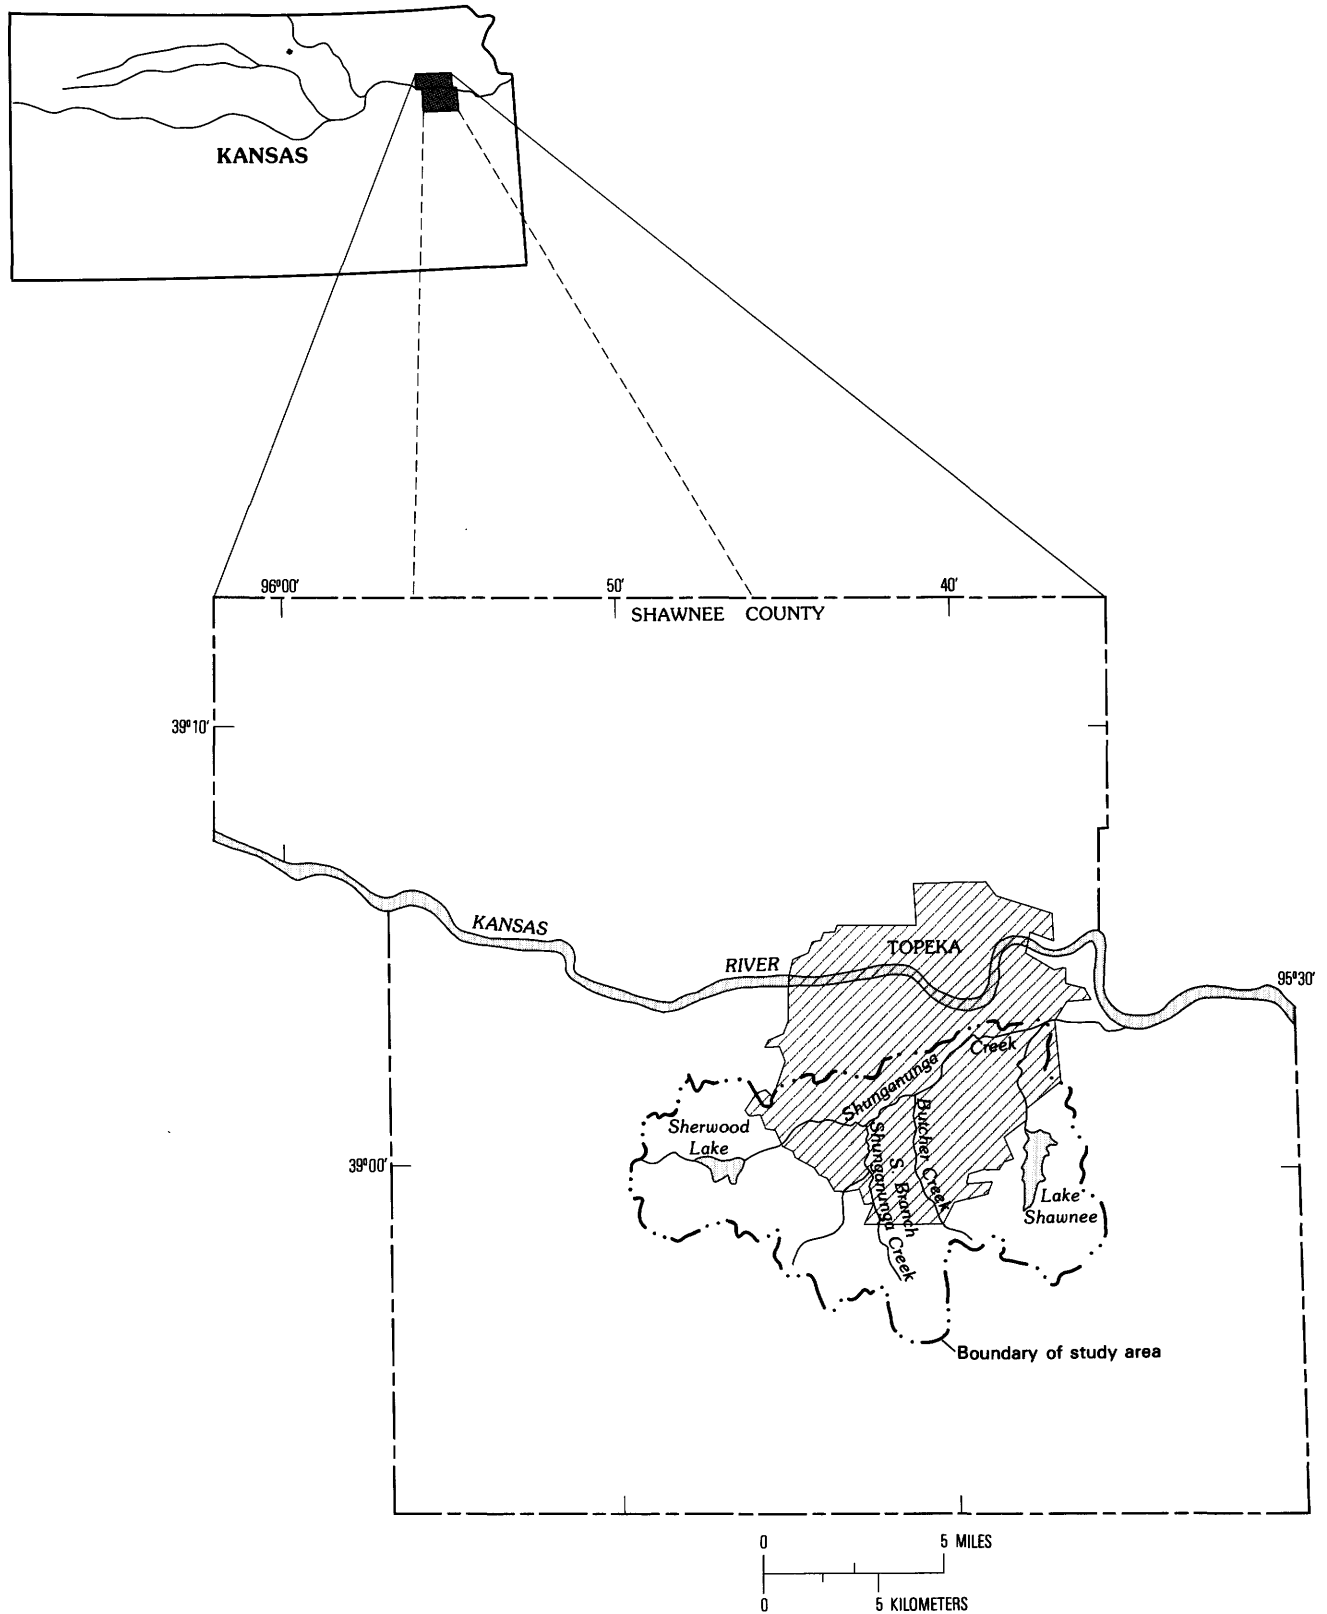 KANSAS
96°00'
50'
40'
SHAWNEE COUNTY
39°10'
KANSAS
RIVER
TOPEKA
95°30'
Shunganunga
Creek
Sherwood
Lake
Butcher Creek
S. Branch
Shunganunga Creek
39°00'
Lake
Shawnee
Boundary of study area
0
5 MILES
0
5 KILOMETERS